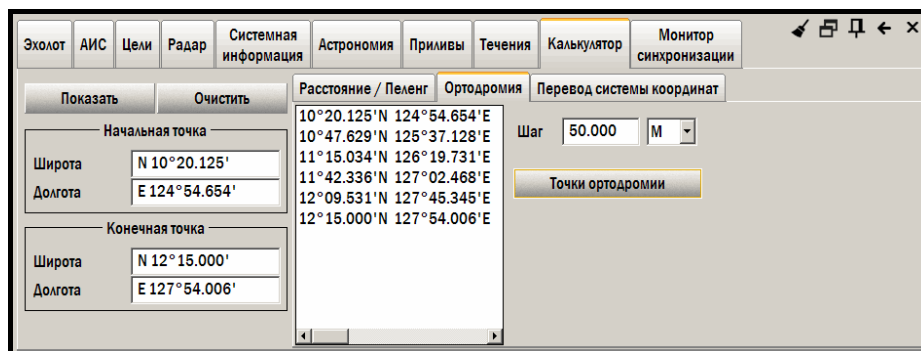 Эхолот АИС Цели Радар Системная информация Астрономия Приливы Течения Калькулятор Монитор синхронизации
Показать Очистить
Начальная точка
Широта N 10°20.125'
Долгота E 124°54.654'
Конечная точка
Широта N 12°15.000'
Долгота E 127°54.006'
Расстояние / Пеленг Ортодромия Перевод системы координат
10°20.125'N 124°54.654'E
10°47.629'N 125°37.128'E
11°15.034'N 126°19.731'E
11°42.336'N 127°02.468'E
12°09.531'N 127°45.345'E
12°15.000'N 127°54.006'E
Шаг 50.000 М
Точки ортодромии